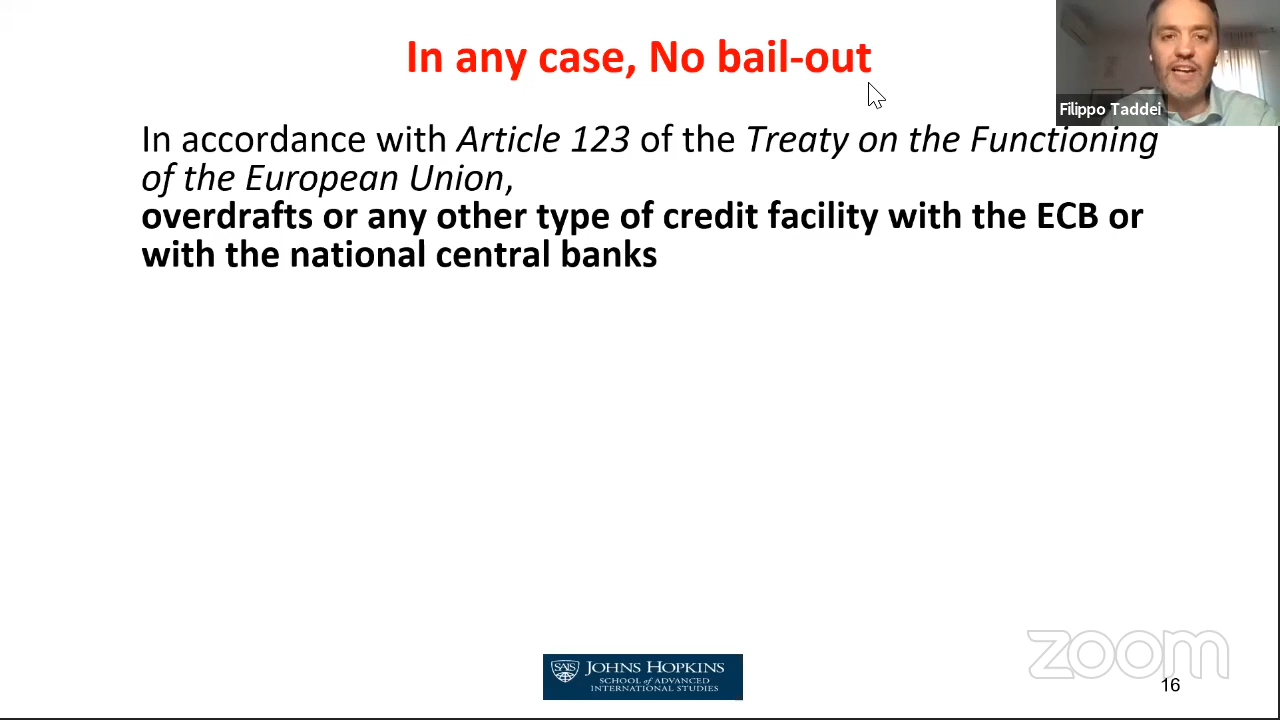 In any case, No bail-out
Filippo Taddei
In accordance with Article 123 of the Treaty on the Functioning
of the European Union,
overdrafts or any other type of credit facility with the ECB or
with the national central banks
zoom
SAIS
JOHNS HOPKINS
SCHOOL of ADVANCED
INTERNATIONAL STUDIES
16